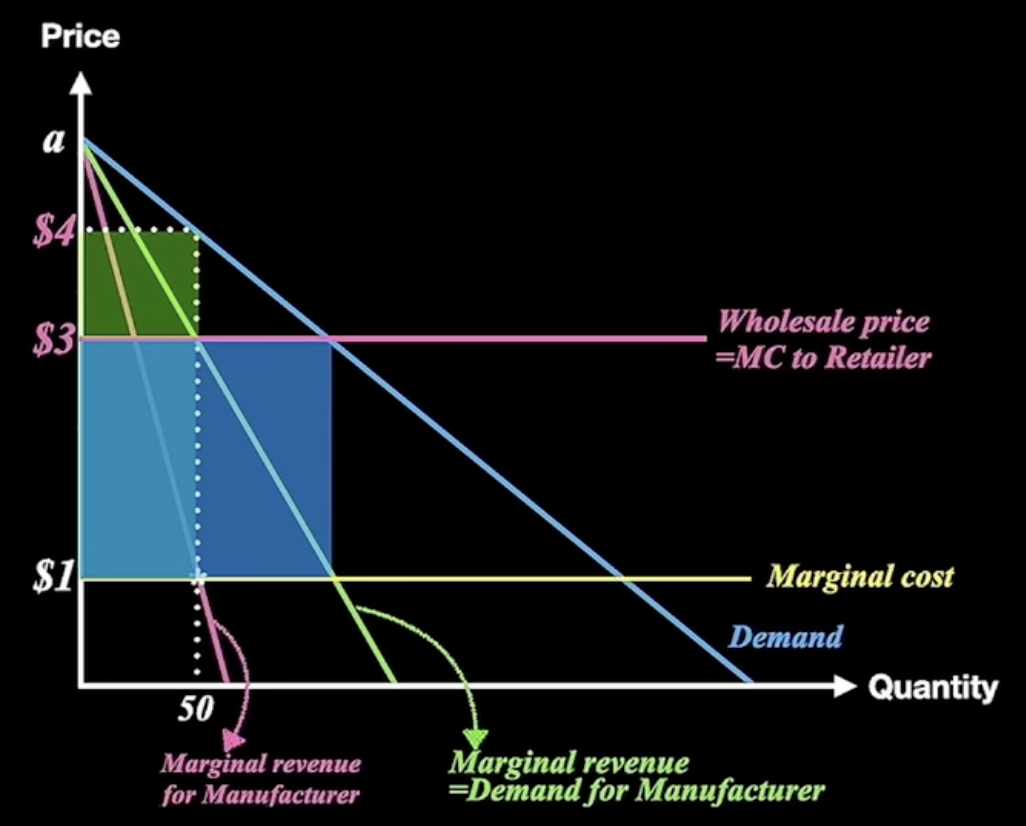 Price
a
$4
$3
Wholesale price
=MC to Retailer
$1
Marginal cost
Demand
Quantity
50
Marginal revenue
for Manufacturer
Marginal revenue
=Demand for Manufacturer